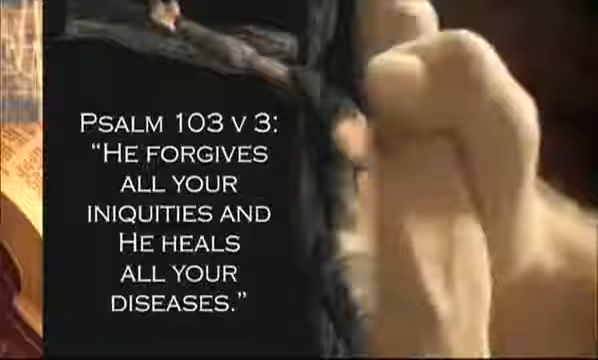 PSALM 103 V 3:
"HE FORGIVES
ALL YOUR
INIQUITIES AND
HE HEALS
ALL YOUR
DISEASES."